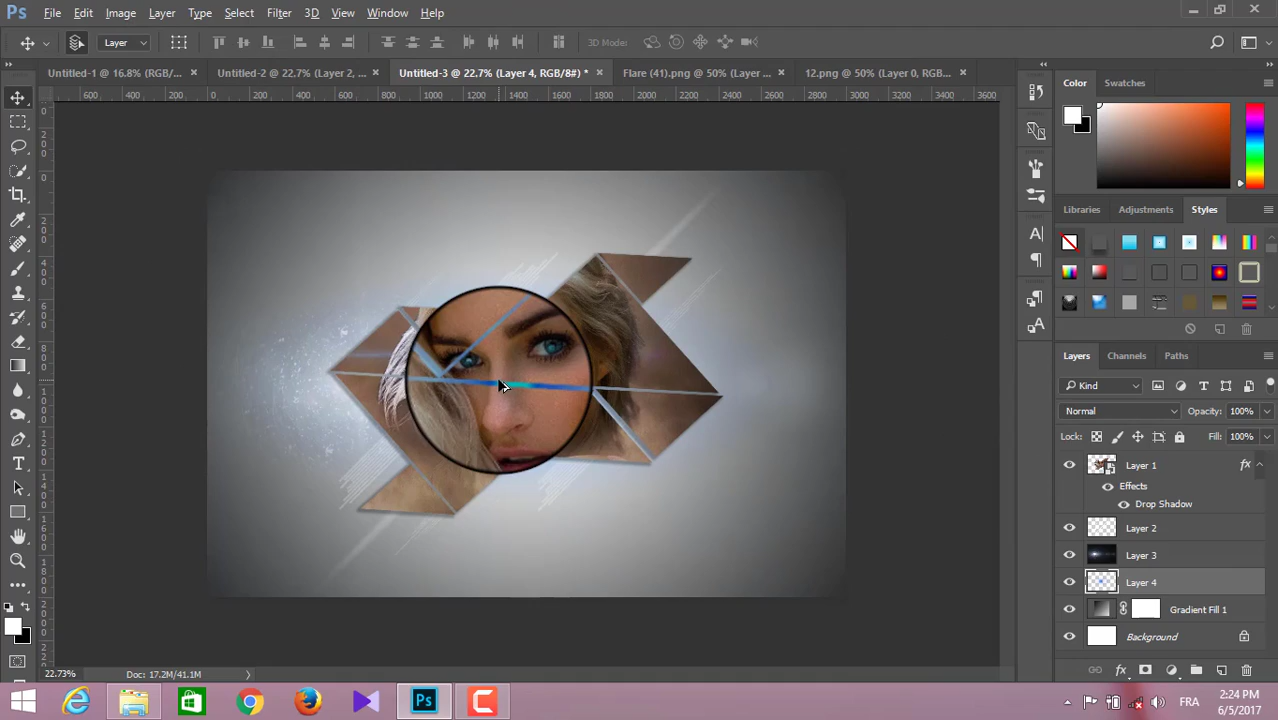 Ps File Edit Image Layer Type Select Filter 3D View Window Help
Layer 3D Mode:
Untitled-1 @ 16.8% (RGB/... × Untitled-2 @ 22.7% (Layer 2, ... × Untitled-3 @ 22.7% (Layer 4, RGB/8#) * × Flare (41).png @ 50% (Layer ... × 12.png @ 50% (Layer 0, RGB/... ×
600 400 200 0 200 400 600 800 1000 1200 1400 1600 1800 2000 2200 2400 2600 2800 3000 3200 3400 3600
Color Swatches
Libraries Adjustments Styles
Layers Channels Paths
Kind
Normal Opacity: 100%
Lock: Fill: 100%
Layer 1 fx
Effects
Drop Shadow
Layer 2
Layer 3
Layer 4
Gradient Fill 1
Background
22.73% Doc: 17.2M/41.1M
Ps FR 2:24 PM
6/5/2017